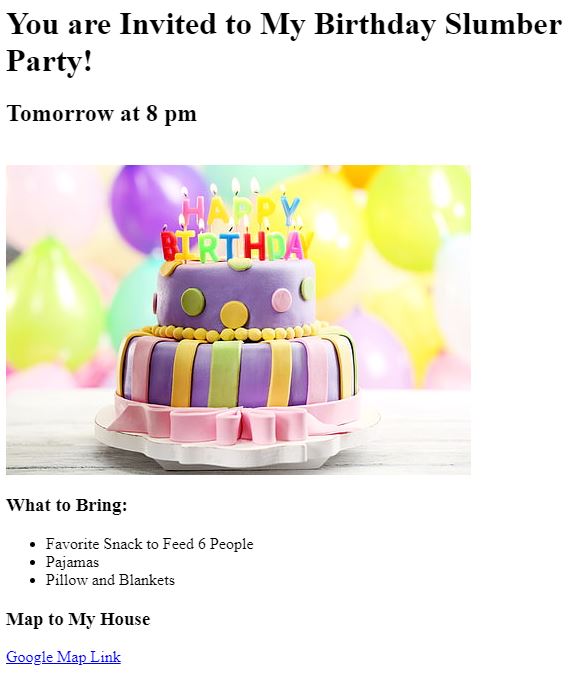 You are Invited to My Birthday Slumber
Party!
Tomorrow at 8 pm
HAPPY
BIRTHDAY
What to Bring:
Favorite Snack to Feed 6 People
Pajamas
Pillow and Blankets
Map to My House
Google Map Link